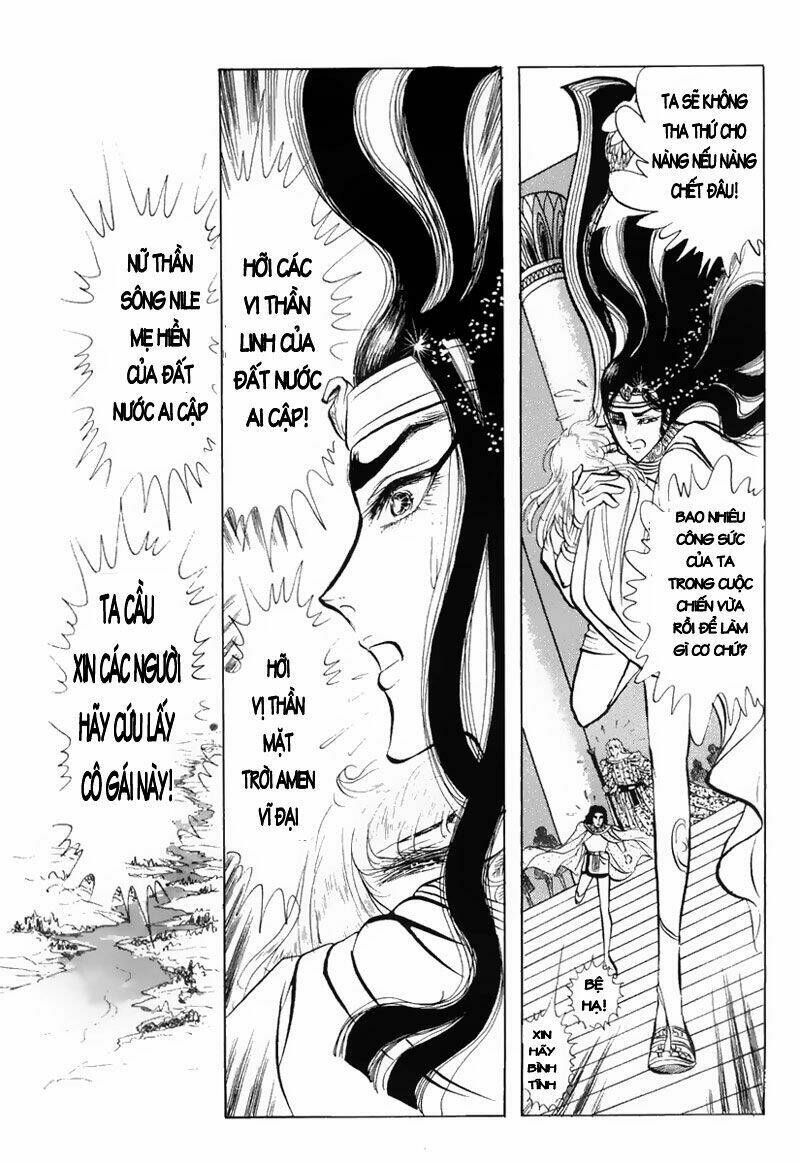 TA SẼ KHÔNG
THA THỨ CHO
NÀNG NẾU NÀNG
CHẾT ĐÂU!
BAO NHIÊU
CÔNG SỨC
CỦA TA
TRONG CUỘC
CHIẾN VỪA
RỒI ĐỂ LÀM
GÌ CƠ CHỨ?
BỆ
HẠ!
XIN
HÃY
BÌNH
TĨNH
HỠI CÁC
VỊ THẦN
LINH CỦA
ĐẤT NƯỚC
AI CẬP!
HỠI
VỊ THẦN
MẶT
TRỜI AMEN
VĨ ĐẠI
NỮ THẦN
SÔNG NILE
MẸ HIỀN
CỦA ĐẤT
NƯỚC AI CẬP
TA CẦU
XIN CÁC NGƯỜI
HÃY CỨU LẤY
CÔ GÁI NÀY!